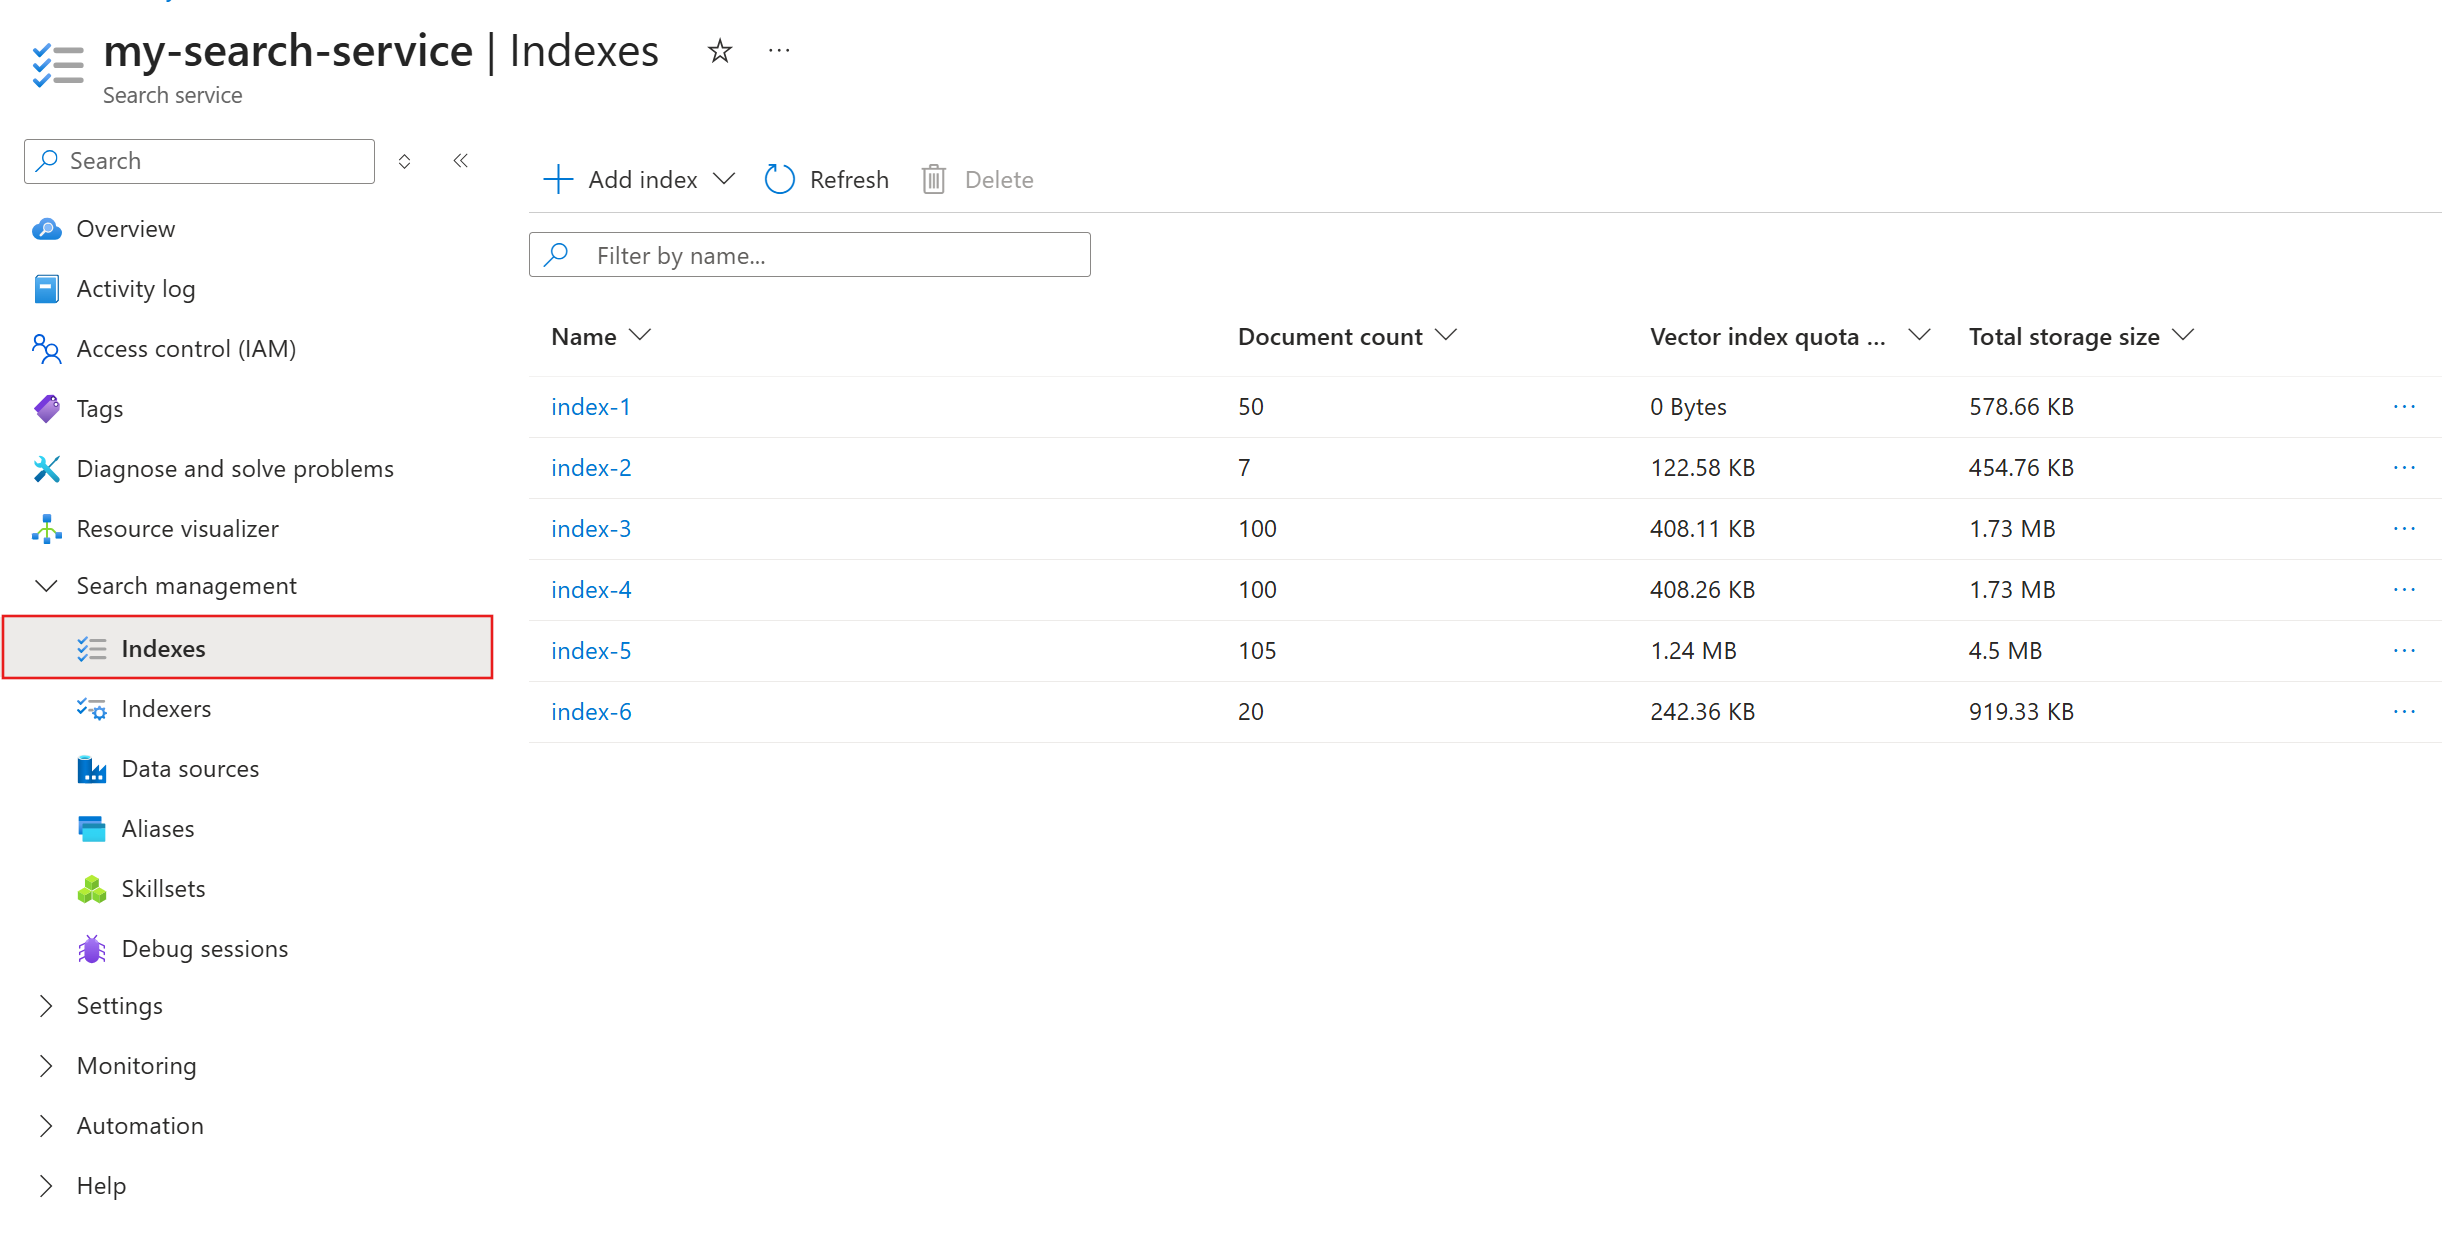 my-search-service | Indexes
Search service
Search
Overview
Activity log
Access control (IAM)
Tags
Diagnose and solve problems
Resource visualizer
Search management
Indexes
Indexers
Data sources
Aliases
Skillsets
Debug sessions
Settings
Monitoring
Automation
Help
Add index Refresh Delete
Filter by name...
Name Document count Vector index quota ... Total storage size
index-1 50 0 Bytes 578.66 KB
index-2 7 122.58 KB 454.76 KB
index-3 100 408.11 KB 1.73 MB
index-4 100 408.26 KB 1.73 MB
index-5 105 1.24 MB 4.5 MB
index-6 20 242.36 KB 919.33 KB